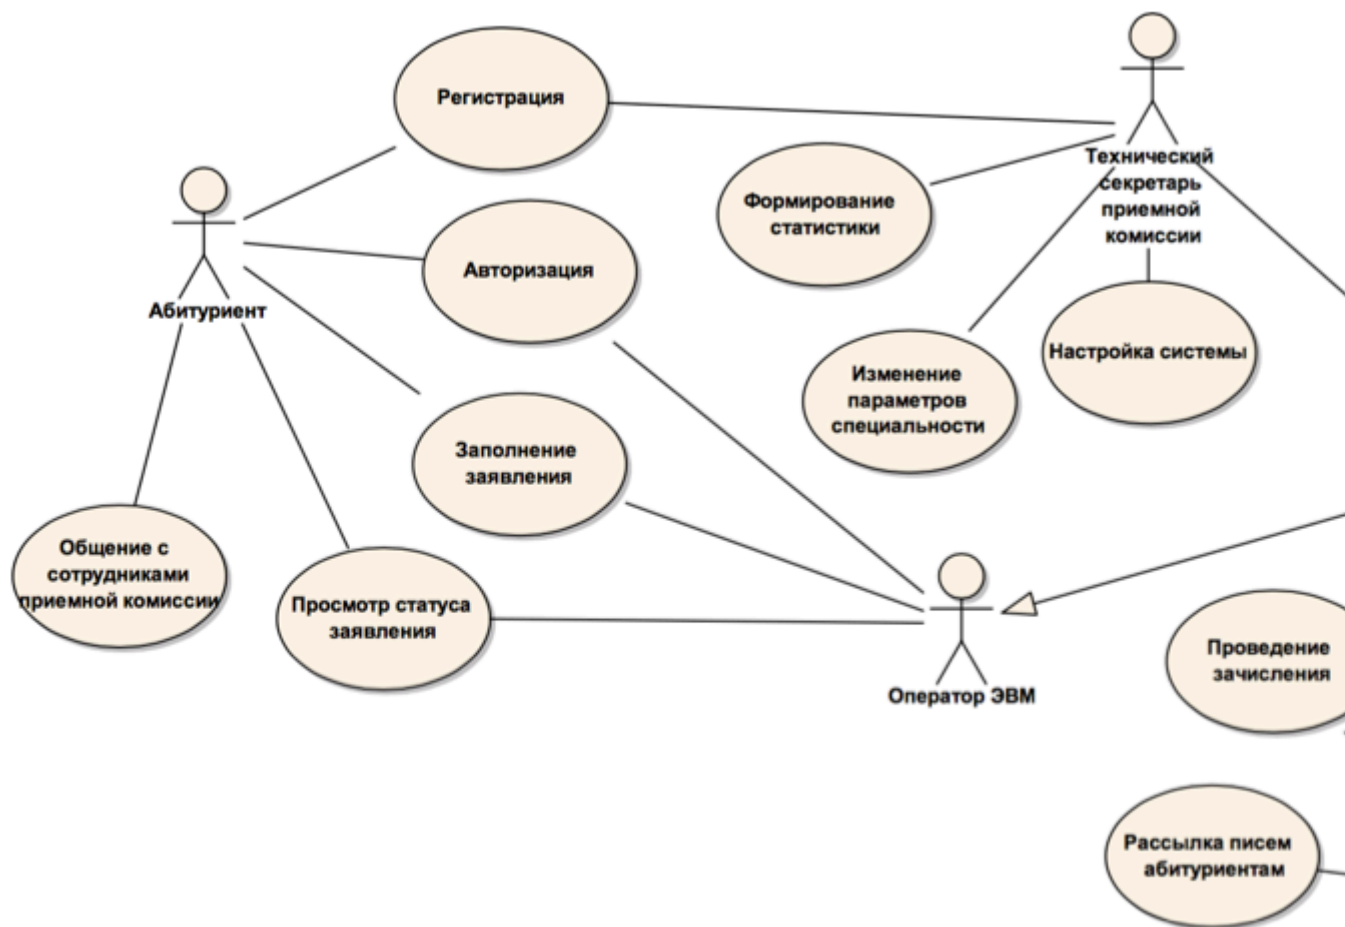 Регистрация
Технический
секретарь
приемной
комиссии
Формирование
статистики
Авторизация
Абитуриент
Настройка системы
Изменение
параметров
специальности
Заполнение
заявления
Общение с
сотрудниками
приемной комиссии
Просмотр статуса
заявления
Оператор ЭВМ
Проведение
зачисления
Рассылка писем
абитуриентам